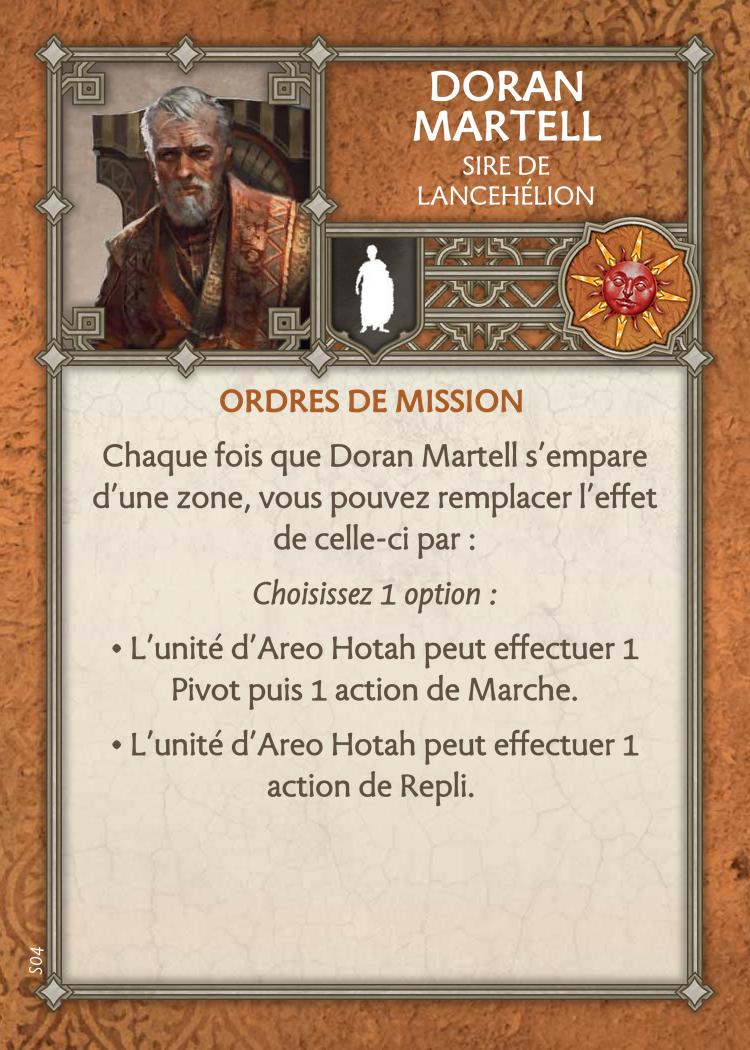 DORAN
MARTELL
SIRE DE
LANCEHÉLION
ORDRES DE MISSION
Chaque fois que Doran Martell s'empare
d'une zone, vous pouvez remplacer l'effet
de celle-ci par :
Choisissez 1 option :
• L'unité d'Areo Hotah peut effectuer 1
Pivot puis 1 action de Marche.
• L'unité d'Areo Hotah peut effectuer 1
action de Repli.
S04